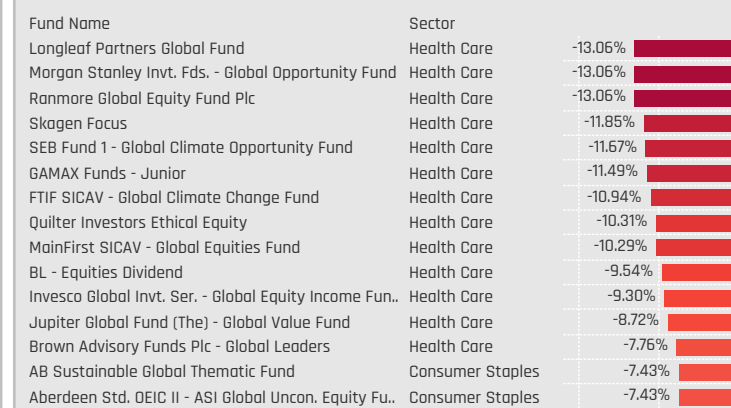 Fund Name Sector
Longleaf Partners Global Fund Health Care -13.06%
Morgan Stanley Invt. Fds. - Global Opportunity Fund Health Care -13.06%
Ranmore Global Equity Fund Plc Health Care -13.06%
Skagen Focus Health Care -11.85%
SEB Fund 1 - Global Climate Opportunity Fund Health Care -11.67%
GAMAX Funds - Junior Health Care -11.49%
FTIF SICAV - Global Climate Change Fund Health Care -10.94%
Quilter Investors Ethical Equity Health Care -10.31%
MainFirst SICAV - Global Equities Fund Health Care -10.29%
BL - Equities Dividend Health Care -9.54%
Invesco Global Invt. Ser. - Global Equity Income Fun.. Health Care -9.30%
Jupiter Global Fund (The) - Global Value Fund Health Care -8.72%
Brown Advisory Funds Plc - Global Leaders Health Care -7.76%
AB Sustainable Global Thematic Fund Consumer Staples -7.43%
Aberdeen Std. OEIC II - ASI Global Uncon. Equity Fu.. Consumer Staples -7.43%